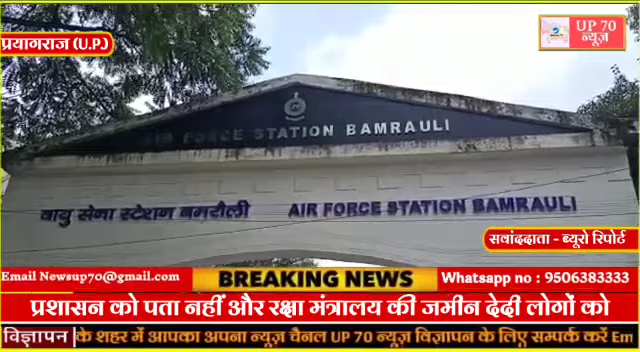 प्रयागराज (U.P.)
UP 70
न्यूज़
AIR FORCE STATION BAMRAULI
वायु सेना स्टेशन बमरौली AIR FORCE STATION BAMRAULI
सवांददाता - ब्यूरो रिपोर्ट
Email Newsup70@gmail.com BREAKING NEWS Whatsapp no : 9506383333
प्रशासन को पता नहीं और रक्षा मंत्रालय की जमीन देदी लोगों को
विज्ञापन के शहर में आपका अपना न्यूज़ चैनल UP 70 न्यूज़ विज्ञापन के लिए सम्पर्क करें Em